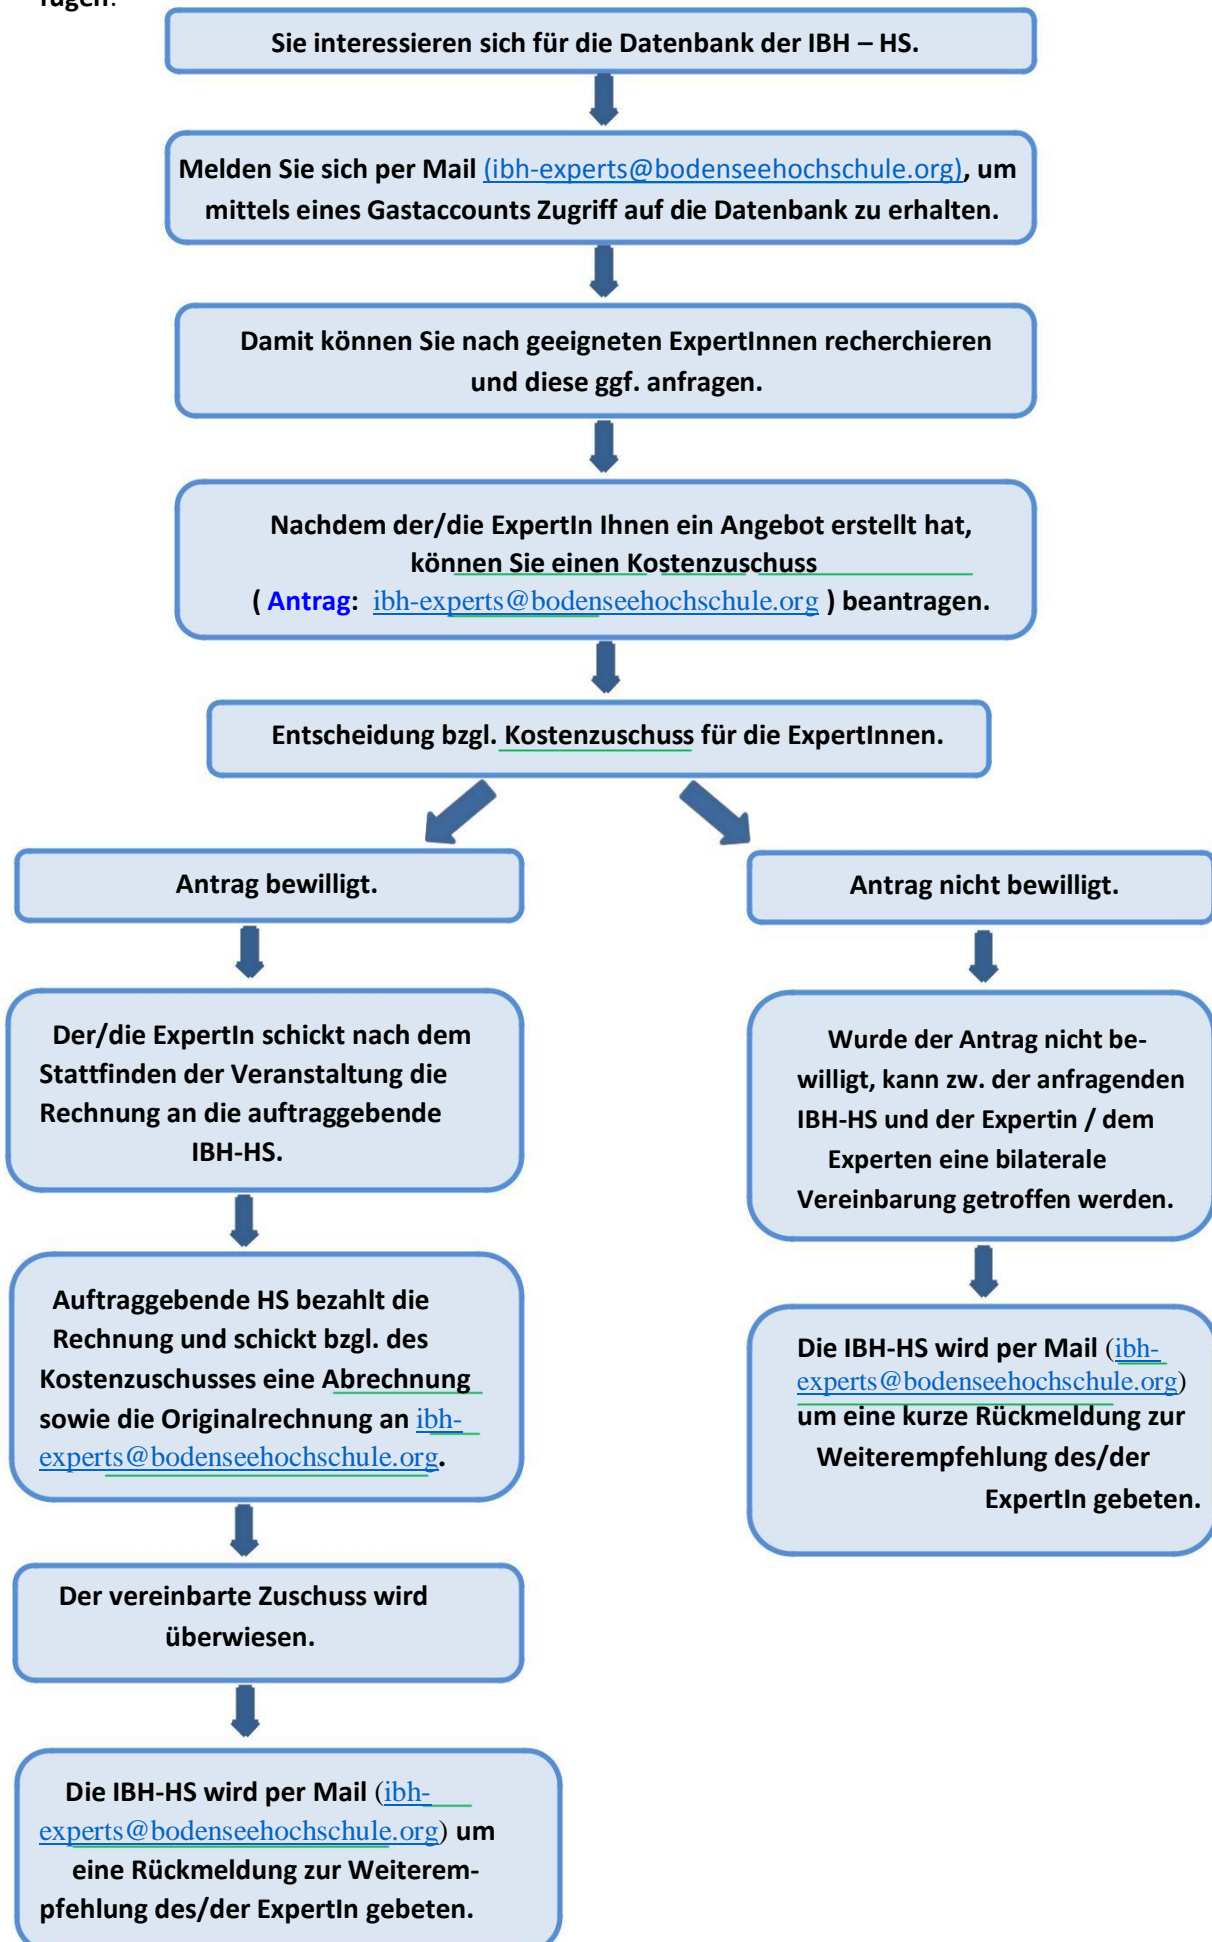 fügen.
Sie interessieren sich für die Datenbank der IBH – HS.
Melden Sie sich per Mail (ibh-experts@bodenseehochschule.org), um
mittels eines Gastaccounts Zugriff auf die Datenbank zu erhalten.
Damit können Sie nach geeigneten ExpertInnen recherchieren
und diese ggf. anfragen.
Nachdem der/die ExpertIn Ihnen ein Angebot erstellt hat,
können Sie einen Kostenzuschuss
( Antrag: ibh-experts@bodenseehochschule.org ) beantragen.
Entscheidung bzgl. Kostenzuschuss für die ExpertInnen.
Antrag bewilligt.
Der/die ExpertIn schickt nach dem
Stattfinden der Veranstaltung die
Rechnung an die auftraggebende
IBH-HS.
Auftraggebende HS bezahlt die
Rechnung und schickt bzgl. des
Kostenzuschusses eine Abrechnung
sowie die Originalrechnung an ibh-
experts@bodenseehochschule.org.
Der vereinbarte Zuschuss wird
überwiesen.
Die IBH-HS wird per Mail (ibh-
experts@bodenseehochschule.org) um
eine Rückmeldung zur Weiterem-
pfehlung des/der ExpertIn gebeten.
Antrag nicht bewilligt.
Wurde der Antrag nicht be-
willigt, kann zw. der anfragenden
IBH-HS und der Expertin / dem
Experten eine bilaterale
Vereinbarung getroffen werden.
Die IBH-HS wird per Mail (ibh-
experts@bodenseehochschule.org)
um eine kurze Rückmeldung zur
Weiterempfehlung des/der
ExpertIn gebeten.